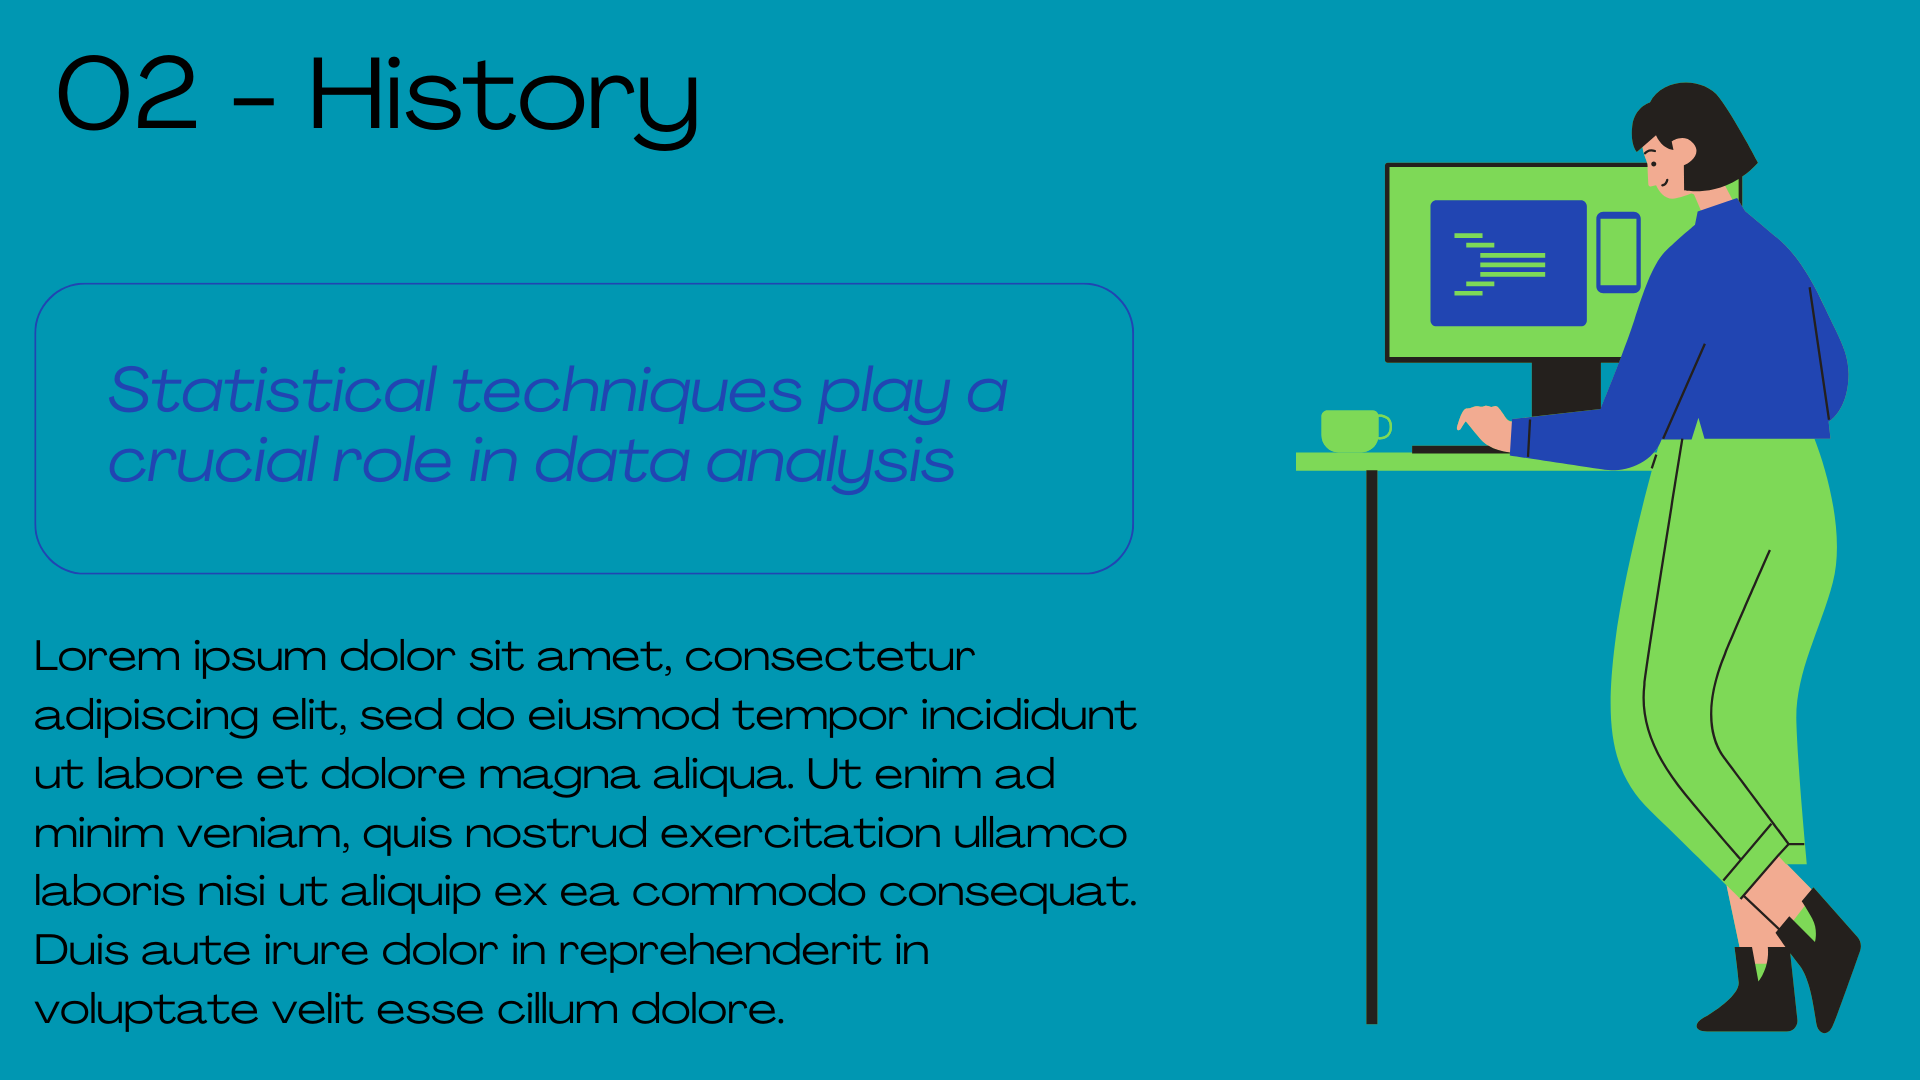 02 - History
Statistical techniques play a
crucial role in data analysis
Lorem ipsum dolor sit amet, consectetur
adipiscing elit, sed do eiusmod tempor incididunt
ut labore et dolore magna aliqua. Ut enim ad
minim veniam, quis nostrud exercitation ullamco
laboris nisi ut aliquip ex ea commodo consequat.
Duis aute irure dolor in reprehenderit in
voluptate velit esse cillum dolore.